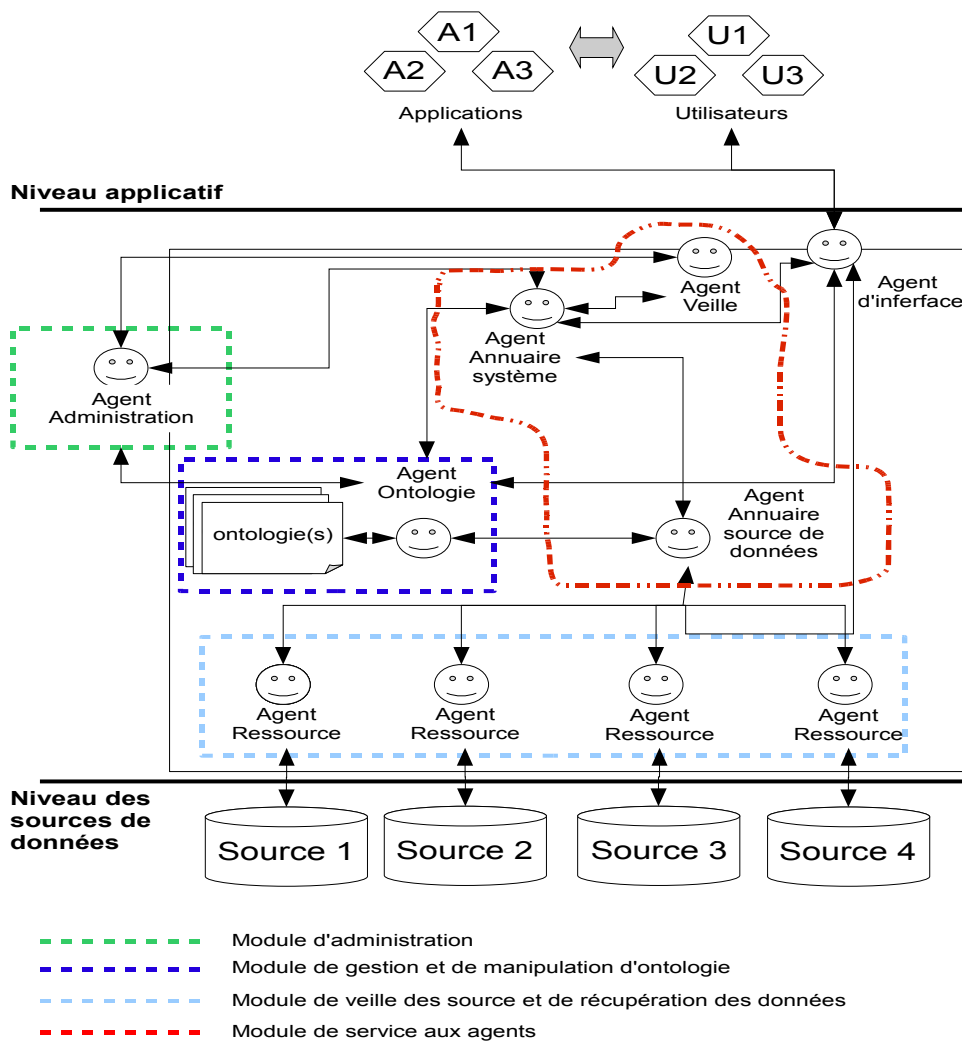 A1
A2
A3
U1
U2
U3
Applications
Utilisateurs
Niveau applicatif
Agent
Veille
Agent
d'inferface
Agent
Annuaire
système
Agent
Administration
Agent
Ontologie
ontologie(s)
Agent
Annuaire
source de
données
Agent
Ressource
Agent
Ressource
Agent
Ressource
Agent
Ressource
Niveau des
sources de
données
Source 1
Source 2
Source 3
Source 4
Module d'administration
Module de gestion et de manipulation d'ontologie
Module de veille des source et de récupération des données
Module de service aux agents